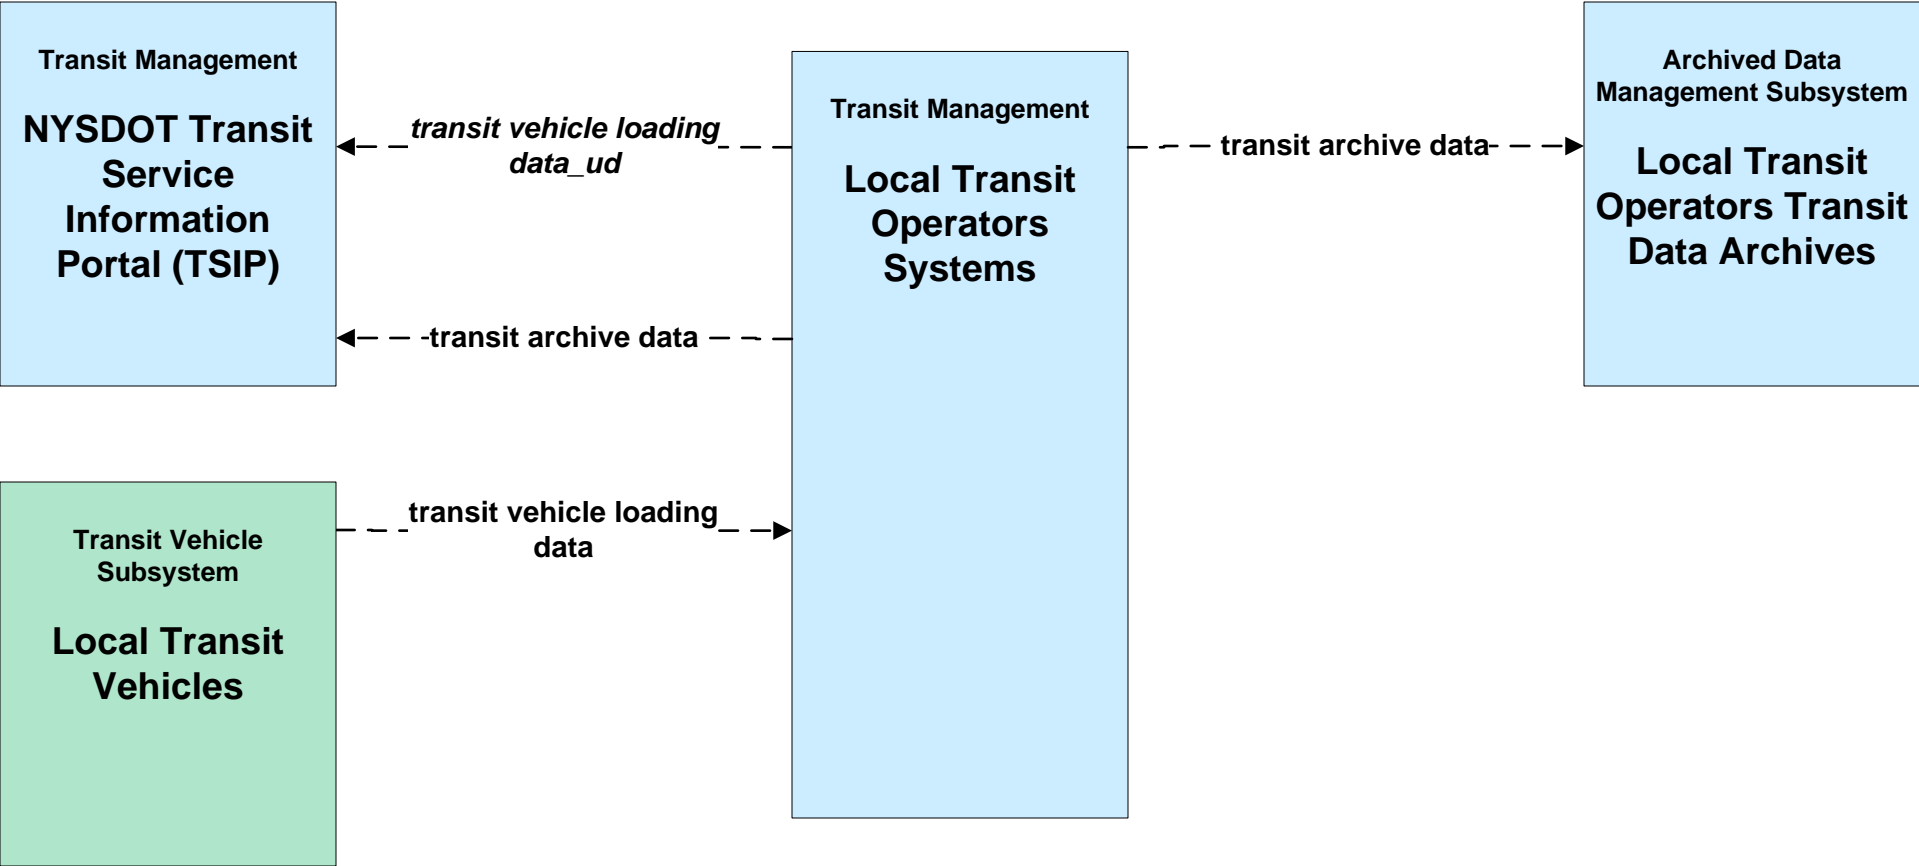 Transit Management
NYSDOT Transit
Service
Information
Portal (TSIP)
transit vehicle loading
data_ud
transit archive data
Transit Management
Local Transit
Operators
Systems
transit archive data
Archived Data
Management Subsystem
Local Transit
Operators Transit
Data Archives
Transit Vehicle
Subsystem
Local Transit
Vehicles
transit vehicle loading
data